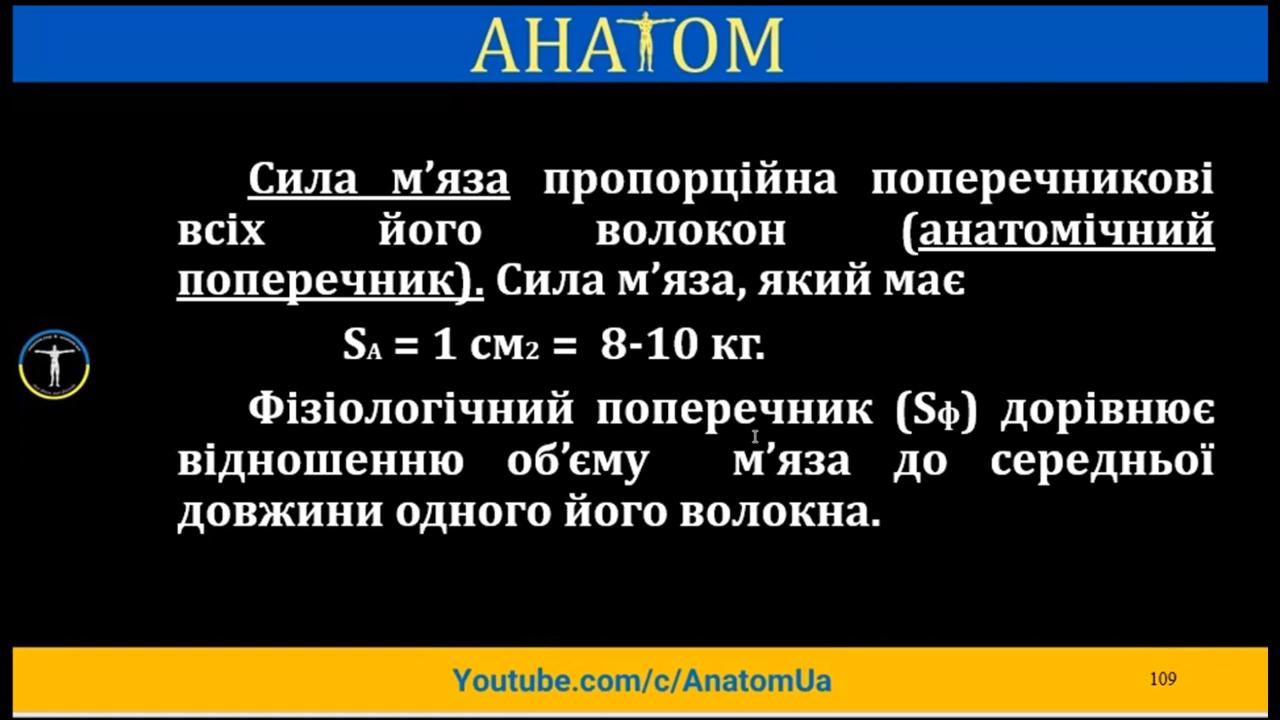 АНАТОМ
Сила м’яза пропорційна поперечникові
всіх його волокон (анатомічний
поперечник). Сила м’яза, який має
SА = 1 см2 = 8-10 кг.
Фізіологічний поперечник (Sф) дорівнює
відношенню об’єму м’яза до середньої
довжини одного його волокна.
Youtube.com/c/AnatomUa
109